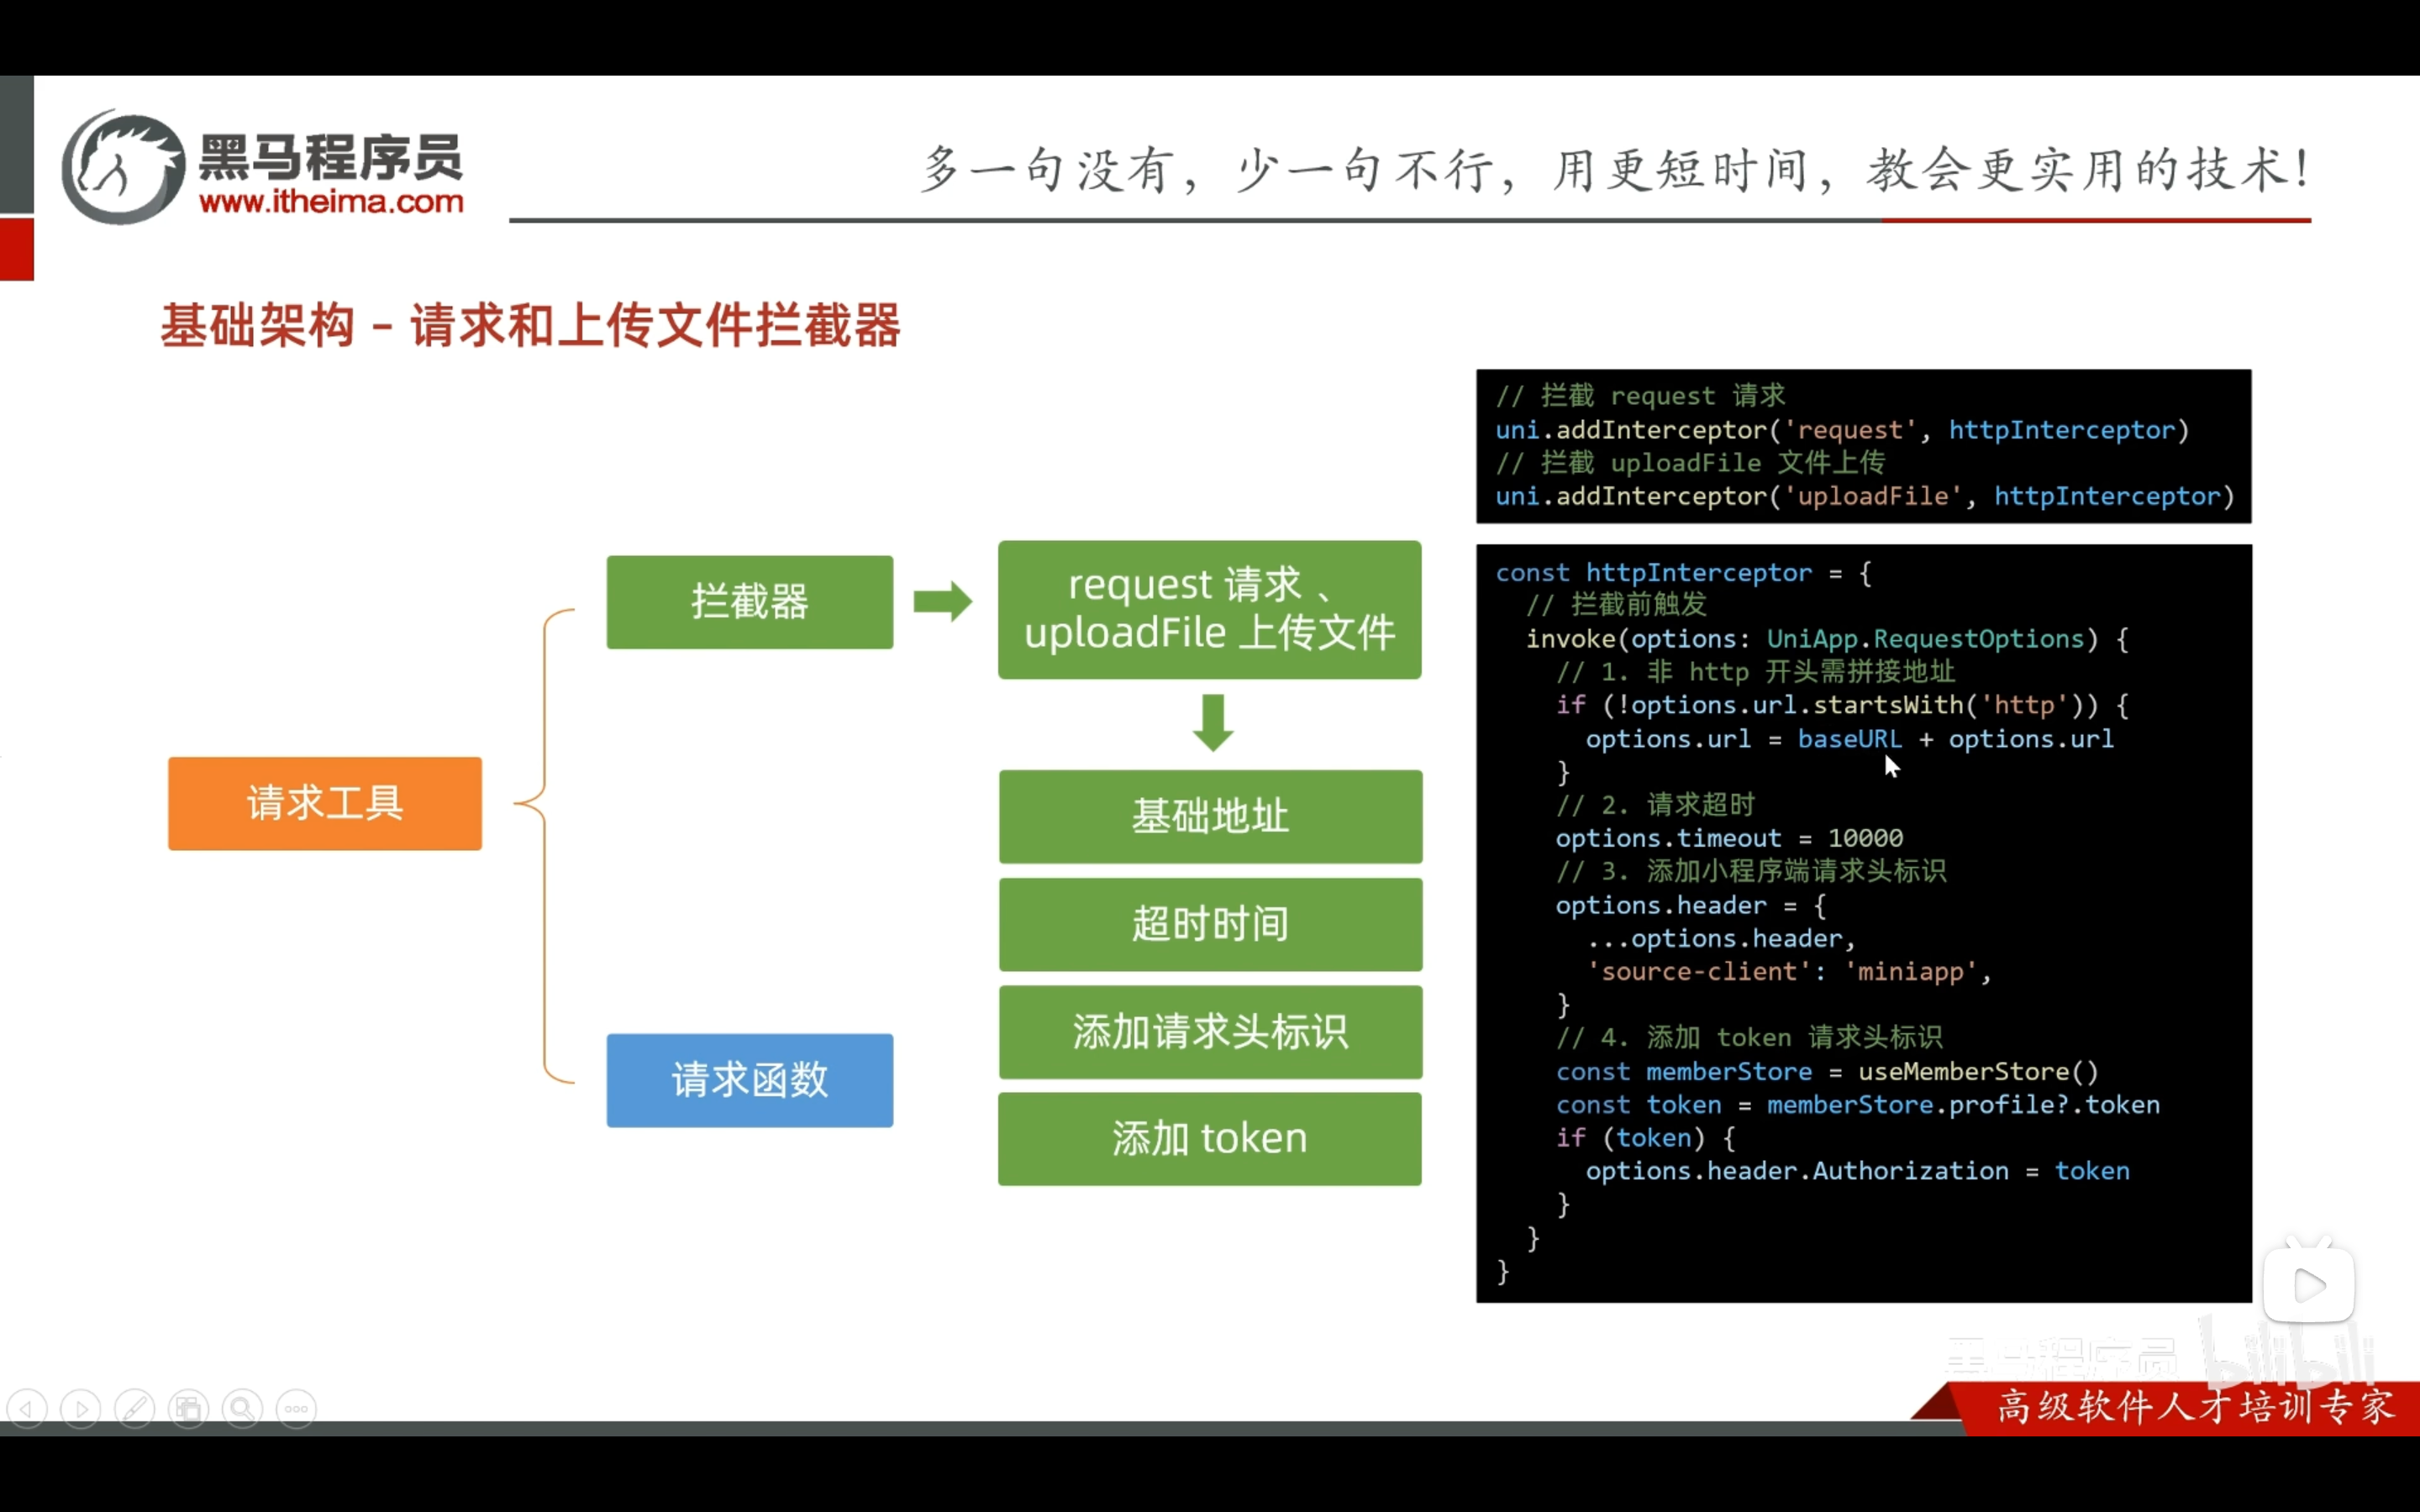 黑马程序员
www.itheima.com
多一句没有，少一句不行，用更短时间，教会更实用的技术！
基础架构 – 请求和上传文件拦截器
请求工具
拦截器
请求函数
request 请求 、
uploadFile 上传文件
基础地址
超时时间
添加请求头标识
添加 token
// 拦截 request 请求
uni.addInterceptor('request', httpInterceptor)
// 拦截 uploadFile 文件上传
uni.addInterceptor('uploadFile', httpInterceptor)
const httpInterceptor = {
  // 拦截前触发
  invoke(options: UniApp.RequestOptions) {
    // 1. 非 http 开头需拼接地址
    if (!options.url.startsWith('http')) {
      options.url = baseURL + options.url
    }
    // 2. 请求超时
    options.timeout = 10000
    // 3. 添加小程序端请求头标识
    options.header = {
      ...options.header,
      'source-client': 'miniapp',
    }
    // 4. 添加 token 请求头标识
    const memberStore = useMemberStore()
    const token = memberStore.profile?.token
    if (token) {
      options.header.Authorization = token
    }
  }
}
黑马程序员 bilibili
高级软件人才培训专家